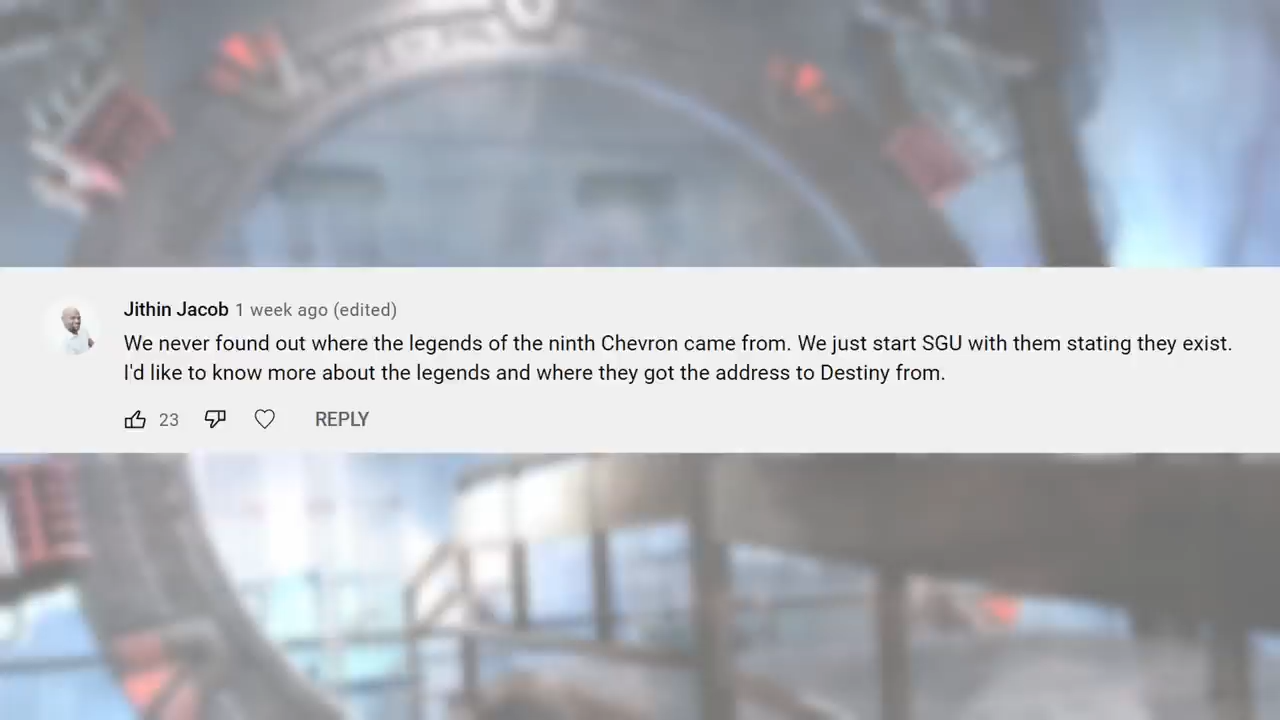 Jithin Jacob 1 week ago (edited)
We never found out where the legends of the ninth Chevron came from. We just start SGU with them stating they exist.
I'd like to know more about the legends and where they got the address to Destiny from.
23 REPLY